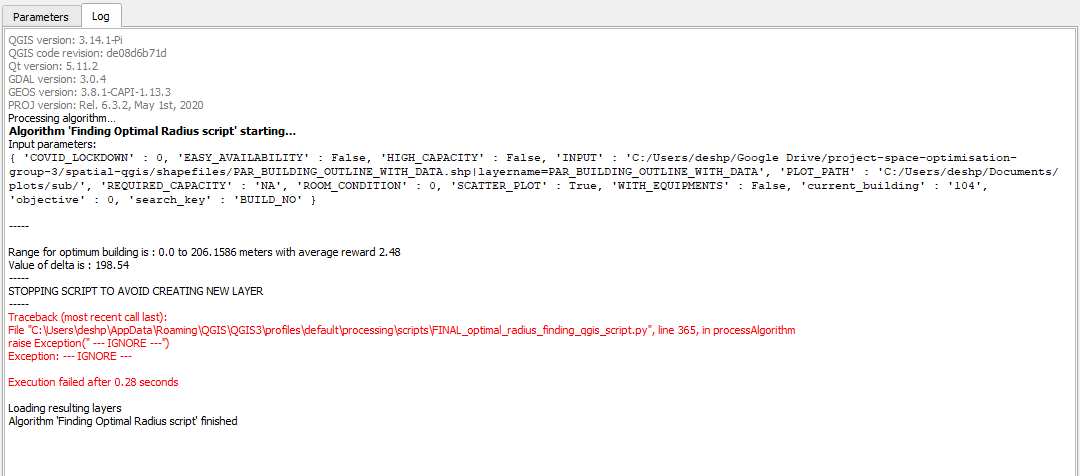 Parameters
Log
QGIS version: 3.14.1-Pi
QGIS code revision: de08d6b71d
Qt version: 5.11.2
GDAL version: 3.0.4
GEOS version: 3.8.1-CAPI-1.13.3
PROJ version: Rel. 6.3.2, May 1st, 2020
Processing algorithm...
Algorithm 'Finding Optimal Radius script' starting...
Input parameters:
{ 'COVID_LOCKDOWN' : 0, 'EASY_AVAILABILITY' : False, 'HIGH_CAPACITY' : False, 'INPUT' : 'C:/Users/deshp/Google Drive/project-space-optimisation-
group-3/spatial-qgis/shapefiles/PAR_BUILDING_OUTLINE_WITH_DATA.shp|layername=PAR_BUILDING_OUTLINE_WITH_DATA', 'PLOT_PATH' : 'C:/Users/deshp/Documents/
plots/sub/', 'REQUIRED_CAPACITY' : 'NA', 'ROOM_CONDITION' : 0, 'SCATTER_PLOT' : True, 'WITH_EQUIPMENTS' : False, 'current_building' : '104',
'objective' : 0, 'search_key' : 'BUILD_NO' }
-----
Range for optimum building is : 0.0 to 206.1586 meters with average reward 2.48
Value of delta is : 198.54
-----
STOPPING SCRIPT TO AVOID CREATING NEW LAYER
-----
Traceback (most recent call last):
File "C:\Users\deshp\AppData\Roaming\QGIS\QGIS3\profiles\default\processing\scripts\FINAL_optimal_radius_finding_qgis_script.py", line 365, in processAlgorithm
raise Exception(" --- IGNORE ---")
Exception: --- IGNORE ---
Execution failed after 0.28 seconds
Loading resulting layers
Algorithm 'Finding Optimal Radius script' finished